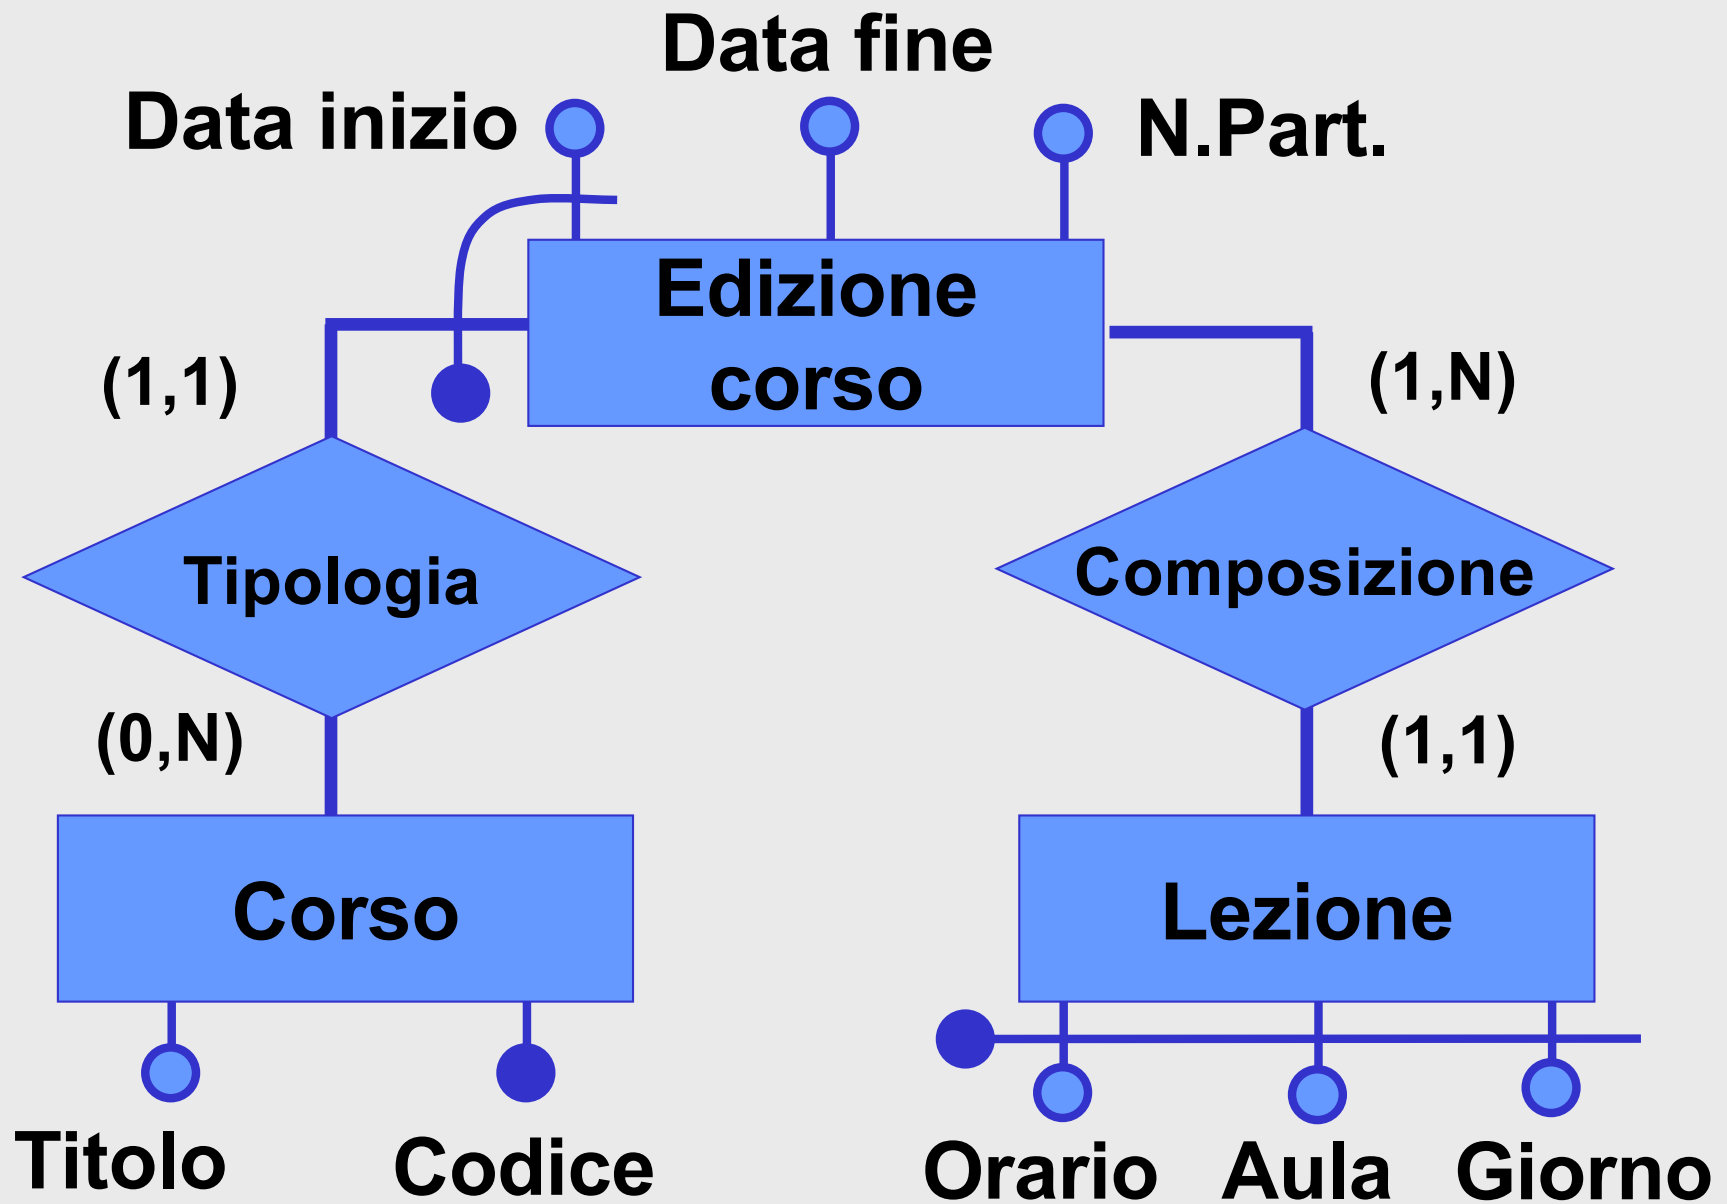 Data fine
Data inizio
N.Part.
Edizione
corso
(1,1)
(1,N)
Tipologia
Composizione
(0,N)
(1,1)
Corso
Lezione
Titolo
Codice
Orario
Aula
Giorno